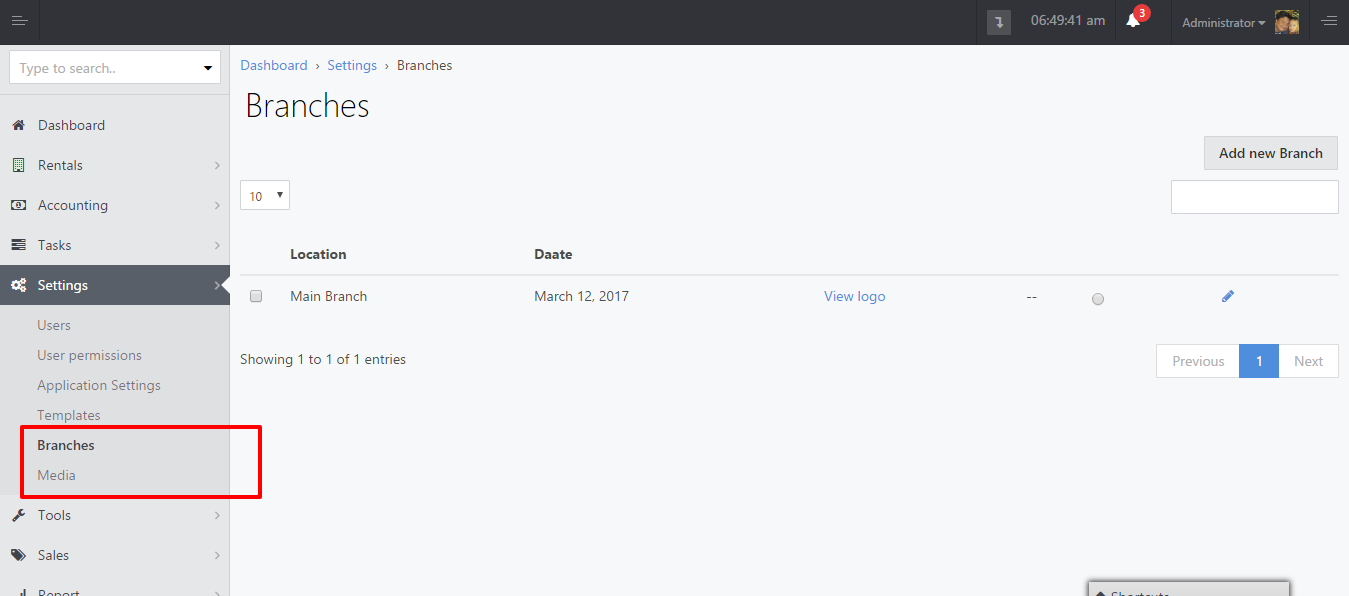 06:49:41 am
3
Administrator
Type to search..
Dashboard › Settings › Branches
Branches
Dashboard
Rentals
Accounting
Tasks
Settings
Users
User permissions
Application Settings
Templates
Branches
Media
Tools
Sales
Report
Add new Branch
10
Location Daate
Main Branch March 12, 2017 View logo --
Showing 1 to 1 of 1 entries
Previous 1 Next
Shortcuts